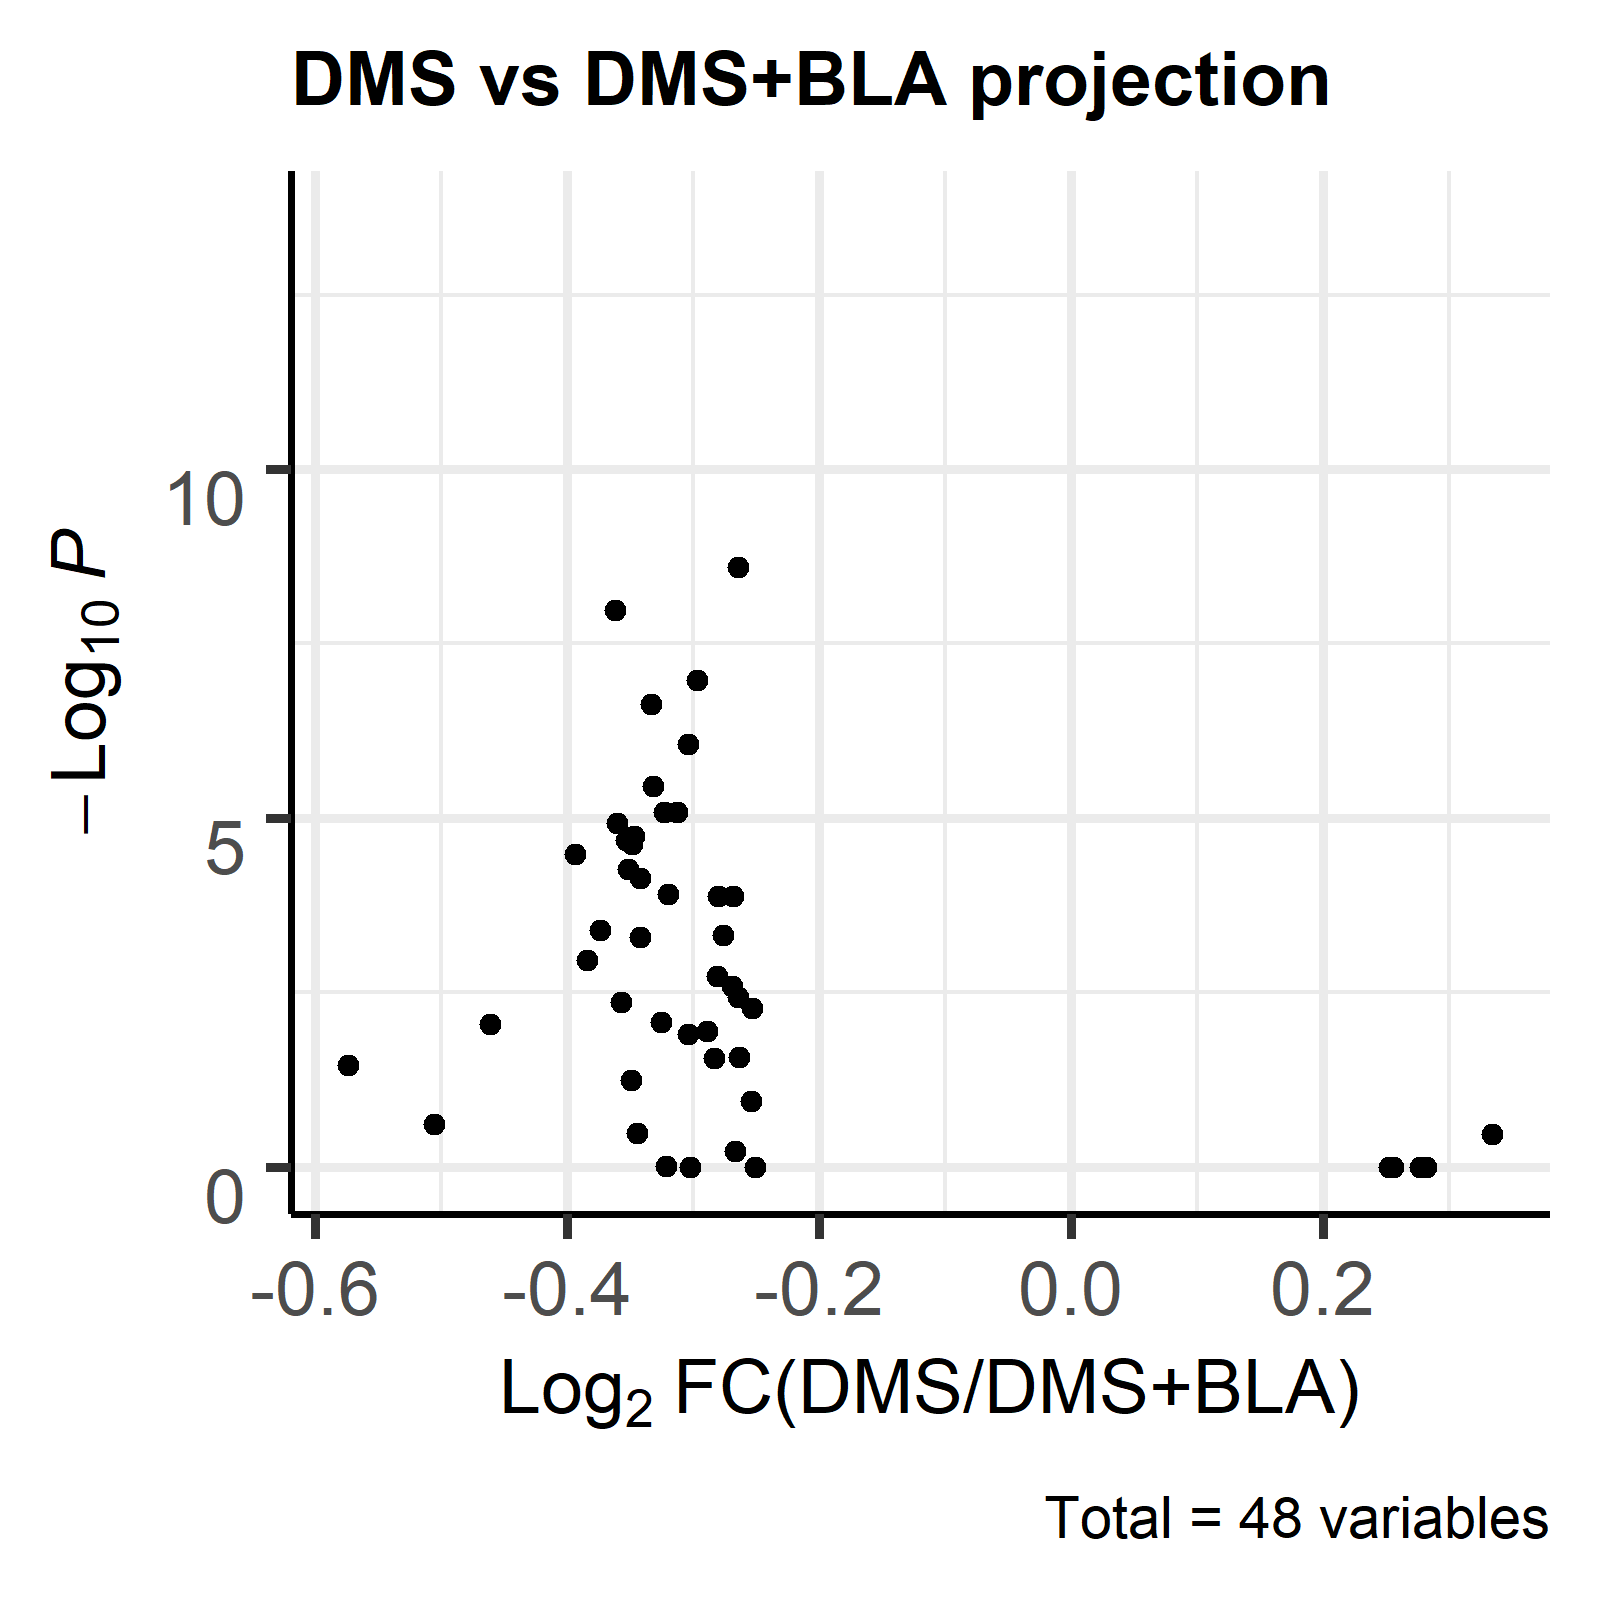 DMS vs DMS+BLA projection
10
5
0
−Log₁₀ P
-0.6 -0.4 -0.2 0.0 0.2
Log₂ FC(DMS/DMS+BLA)
Total = 48 variables